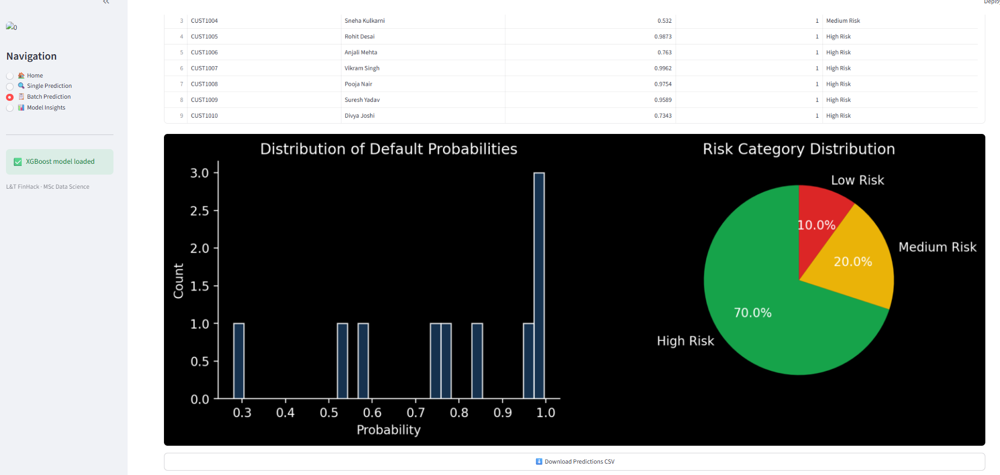 Deploy
0
Navigation
Home
Single Prediction
Batch Prediction
Model Insights
XGBoost model loaded
L&T FinHack · MSc Data Science
3 CUST1004 Sneha Kulkarni 0.532 1 Medium Risk
4 CUST1005 Rohit Desai 0.9873 1 High Risk
5 CUST1006 Anjali Mehta 0.763 1 High Risk
6 CUST1007 Vikram Singh 0.9962 1 High Risk
7 CUST1008 Pooja Nair 0.9754 1 High Risk
8 CUST1009 Suresh Yadav 0.9589 1 High Risk
9 CUST1010 Divya Joshi 0.7343 1 High Risk
Distribution of Default Probabilities
3.0
2.5
2.0
1.5
1.0
0.5
0.0
Count
0.3 0.4 0.5 0.6 0.7 0.8 0.9 1.0
Probability
Risk Category Distribution
Low Risk
10.0%
Medium Risk
20.0%
70.0%
High Risk
Download Predictions CSV